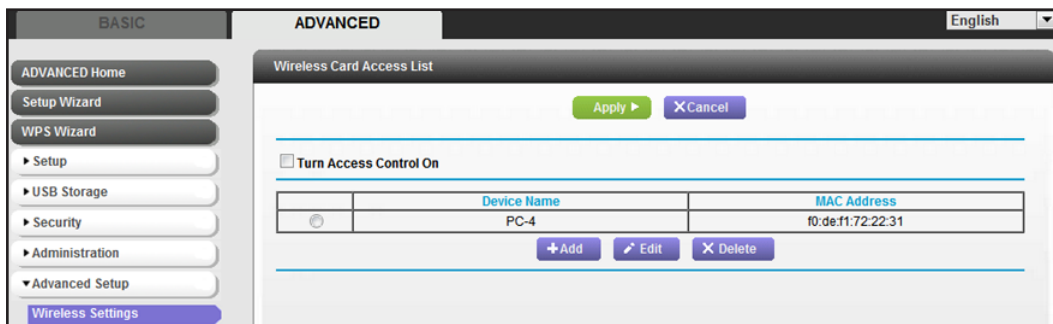 BASIC
ADVANCED
English
ADVANCED Home
Setup Wizard
WPS Wizard
Setup
USB Storage
Security
Administration
Advanced Setup
Wireless Settings
Wireless Card Access List
Apply
Cancel
Turn Access Control On
Device Name MAC Address
PC-4 f0:de:f1:72:22:31
+Add Edit X Delete